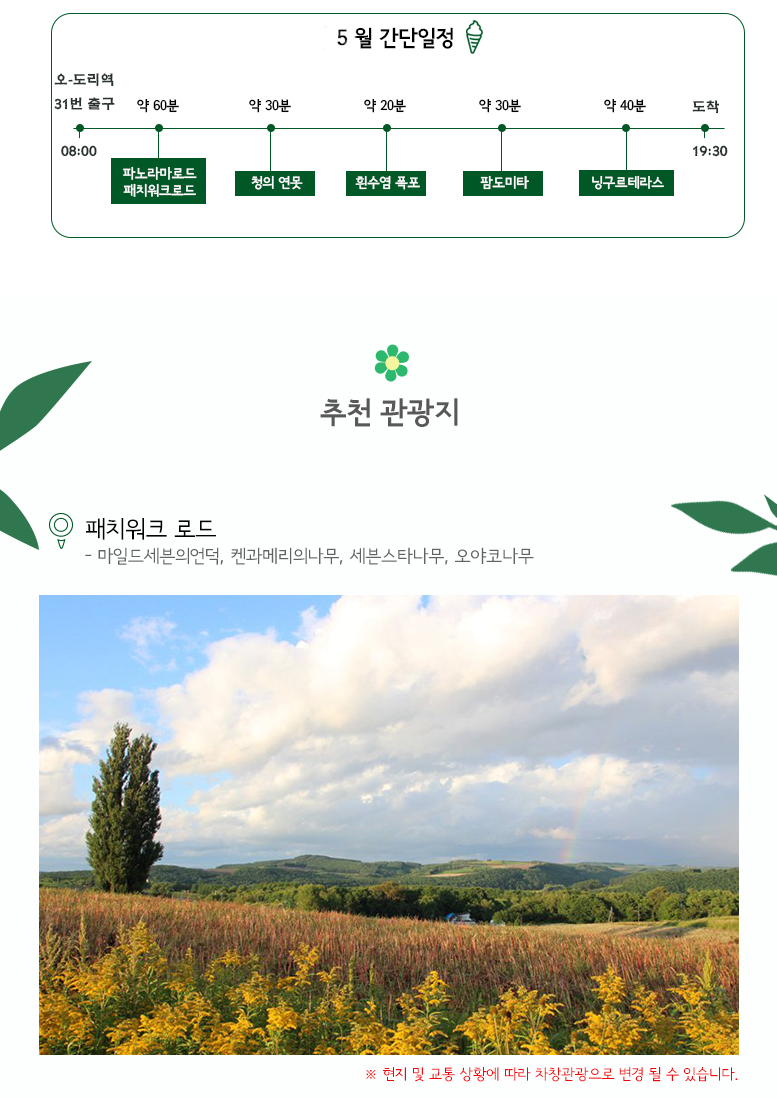 5 월 간단일정
오-도리역
31번 출구
약 60분
약 30분
약 20분
약 30분
약 40분
도착
08:00
19:30
파노라마로드
패치워크로드
청의 연못
흰수염 폭포
팜도미타
닝구르테라스
추천 관광지
패치워크 로드
- 마일드세븐의언덕, 켄과메리의나무, 세븐스타나무, 오야코나무
※ 현지 및 교통 상황에 따라 차창관광으로 변경 될 수 있습니다.